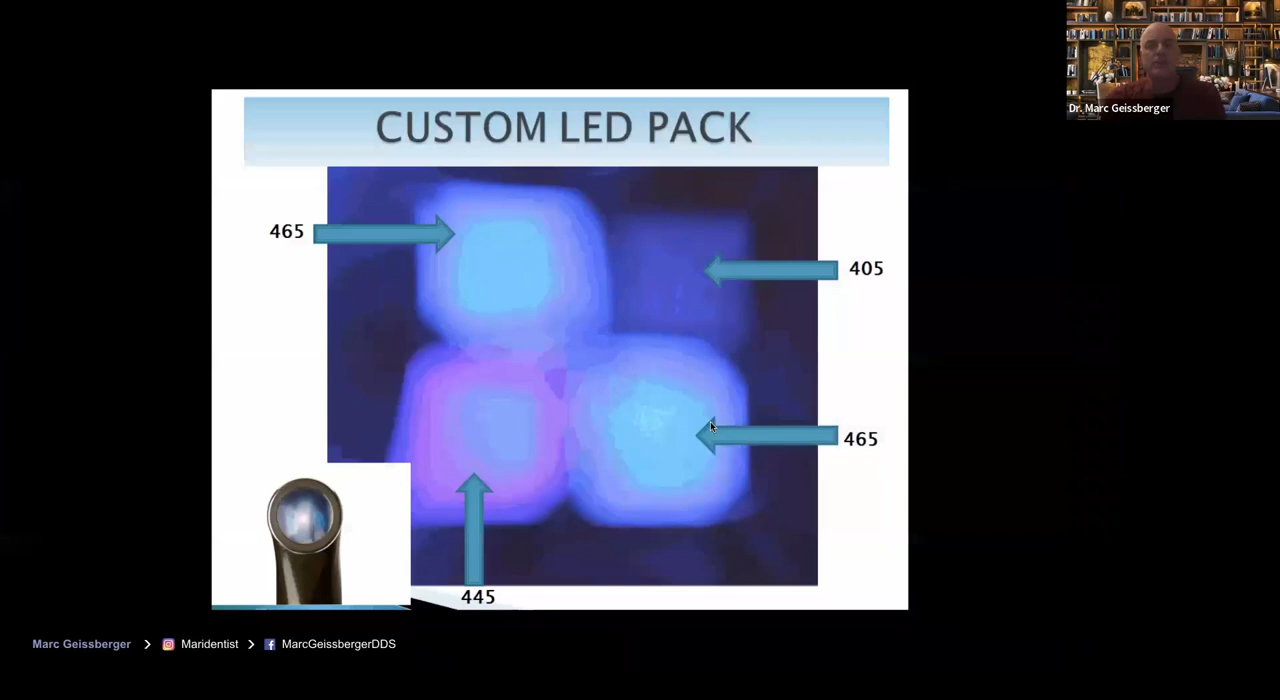 Dr. Marc Geissberger
CUSTOM LED PACK
465
405
465
445
Marc Geissberger > Maridentist > MarcGeissbergerDDS